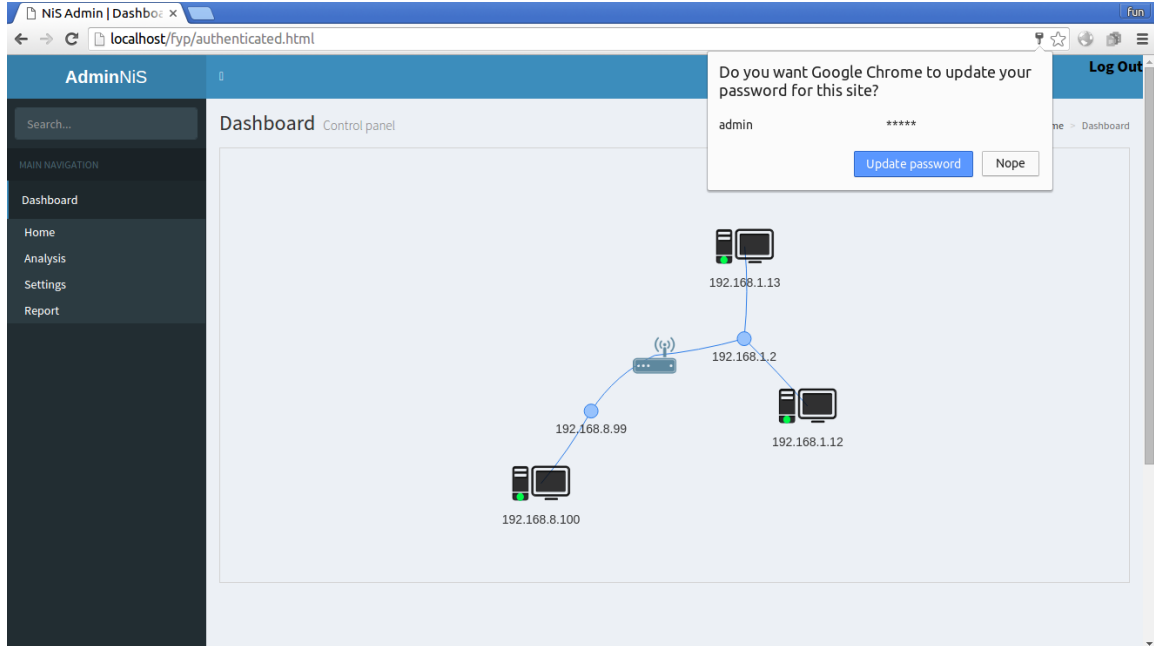 NiS Admin | Dashboa
fun
localhost/fyp/authenticated.html
AdminNiS
Log Out
Do you want Google Chrome to update your
password for this site?
admin *****
Update password Nope
Search...
Dashboard Control panel
me > Dashboard
MAIN NAVIGATION
Dashboard
Home
Analysis
Settings
Report
192.168.1.13
192.168.1.2
192.168.1.12
192.168.8.99
192.168.8.100